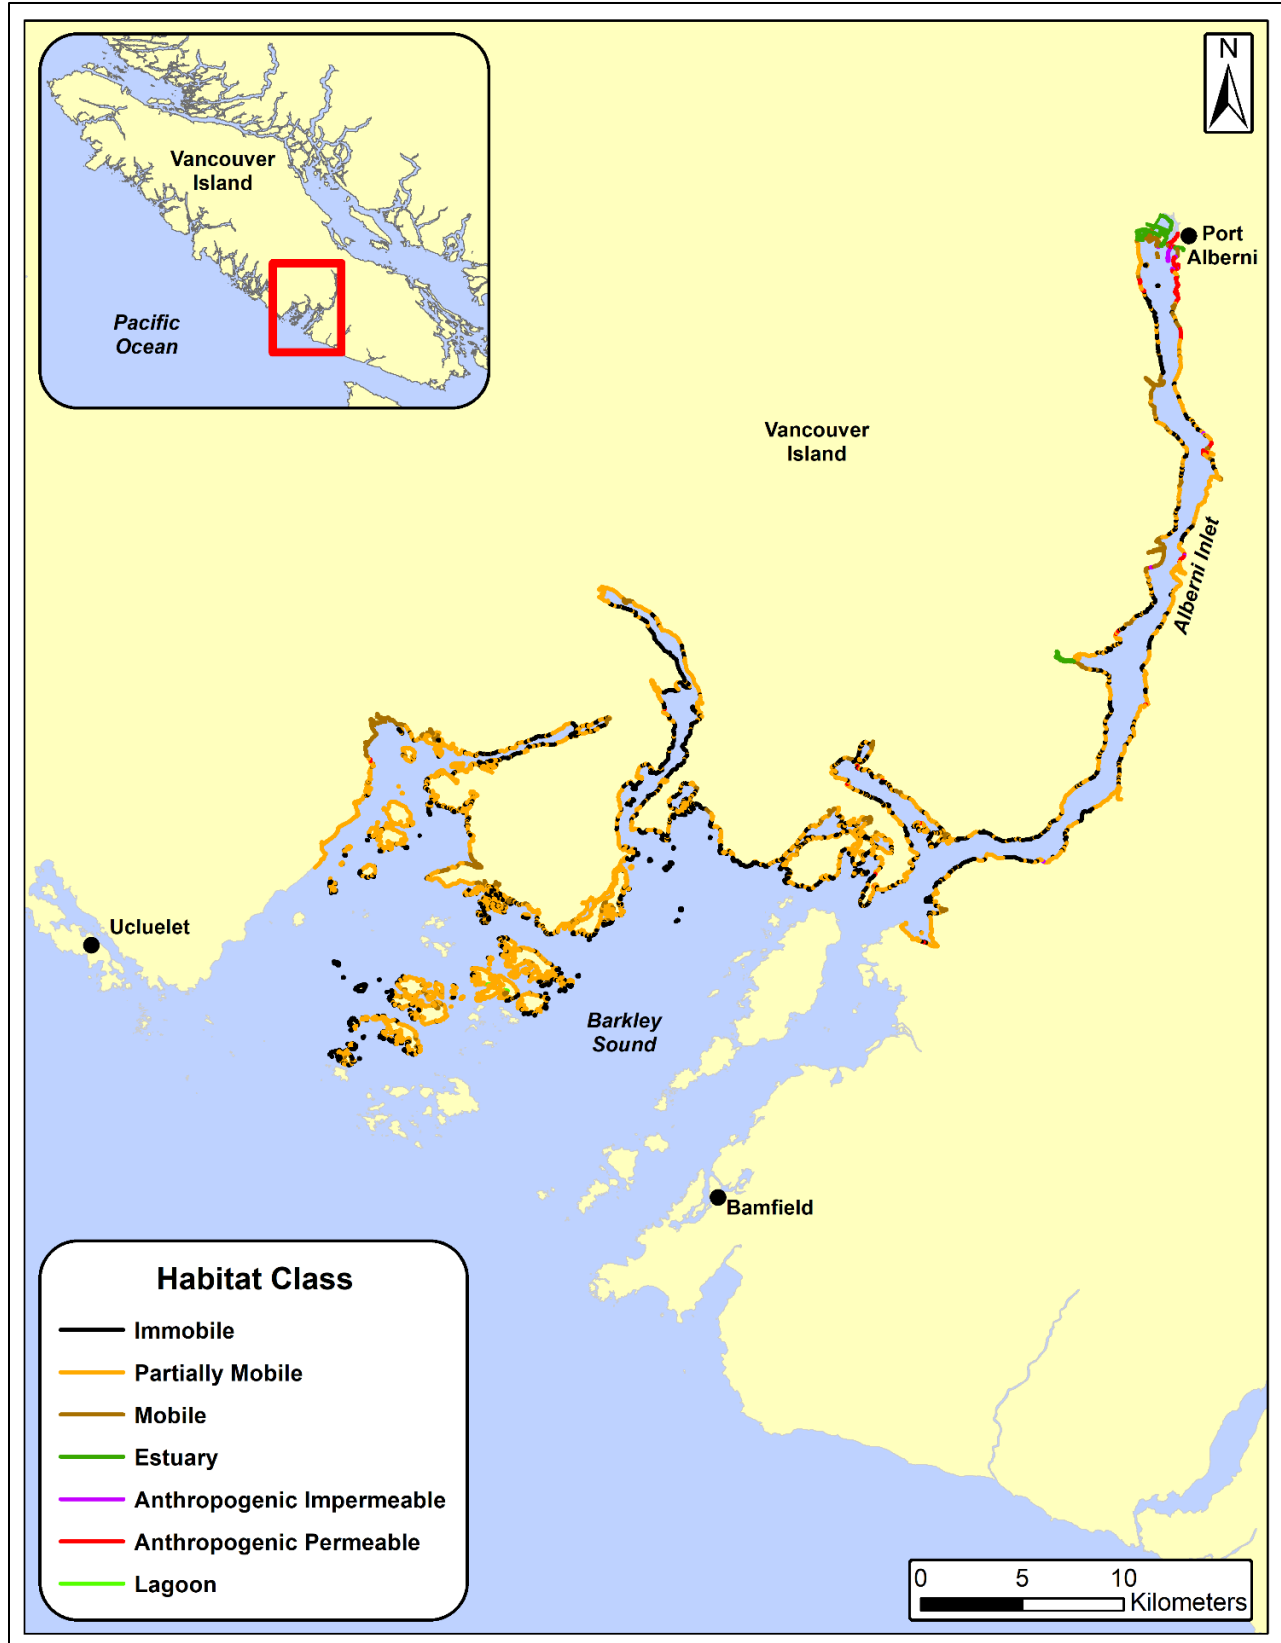 Vancouver
Island
Pacific
Ocean
N
Port
Alberni
Vancouver
Island
Alberni Inlet
Ucluelet
Barkley
Sound
Bamfield
Habitat Class
Immobile
Partially Mobile
Mobile
Estuary
Anthropogenic Impermeable
Anthropogenic Permeable
Lagoon
0 5 10
Kilometers